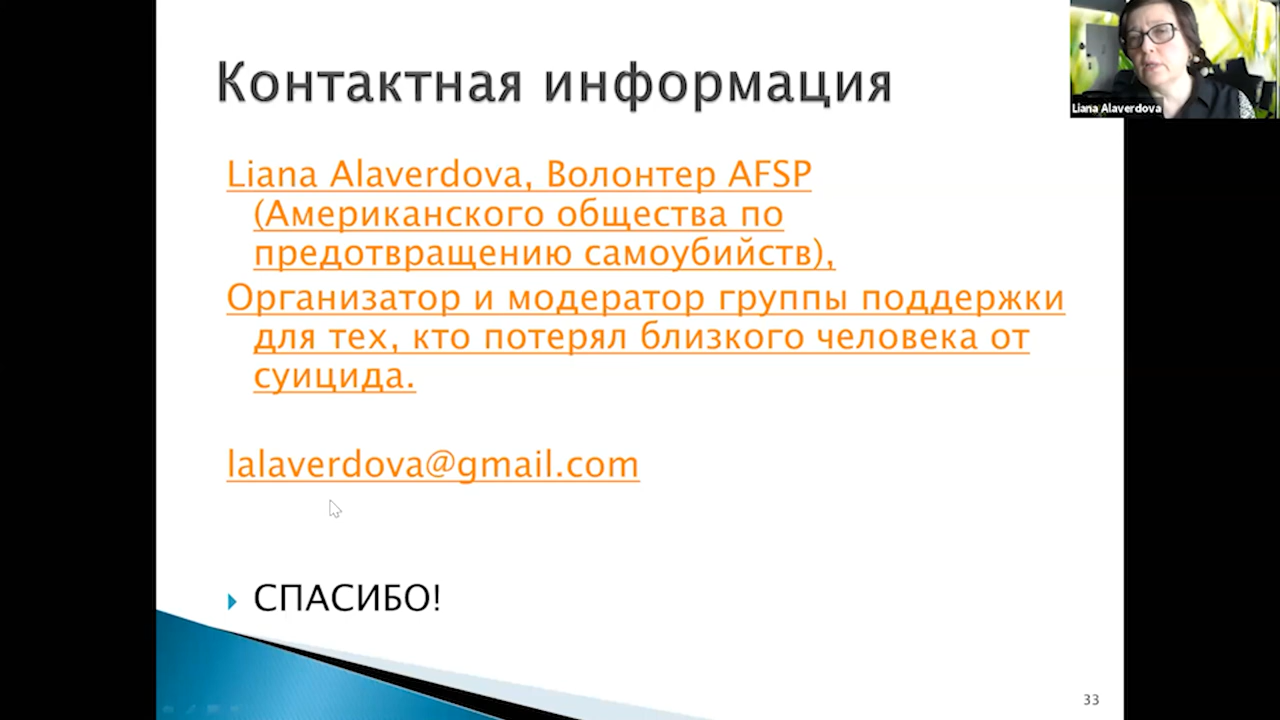 Контактная информация
Liana Alaverdova
Liana Alaverdova, Волонтер AFSP
(Американского общества по
предотвращению самоубийств),
Организатор и модератор группы поддержки
для тех, кто потерял близкого человека от
суицида.
lalaverdova@gmail.com
СПАСИБО!
33